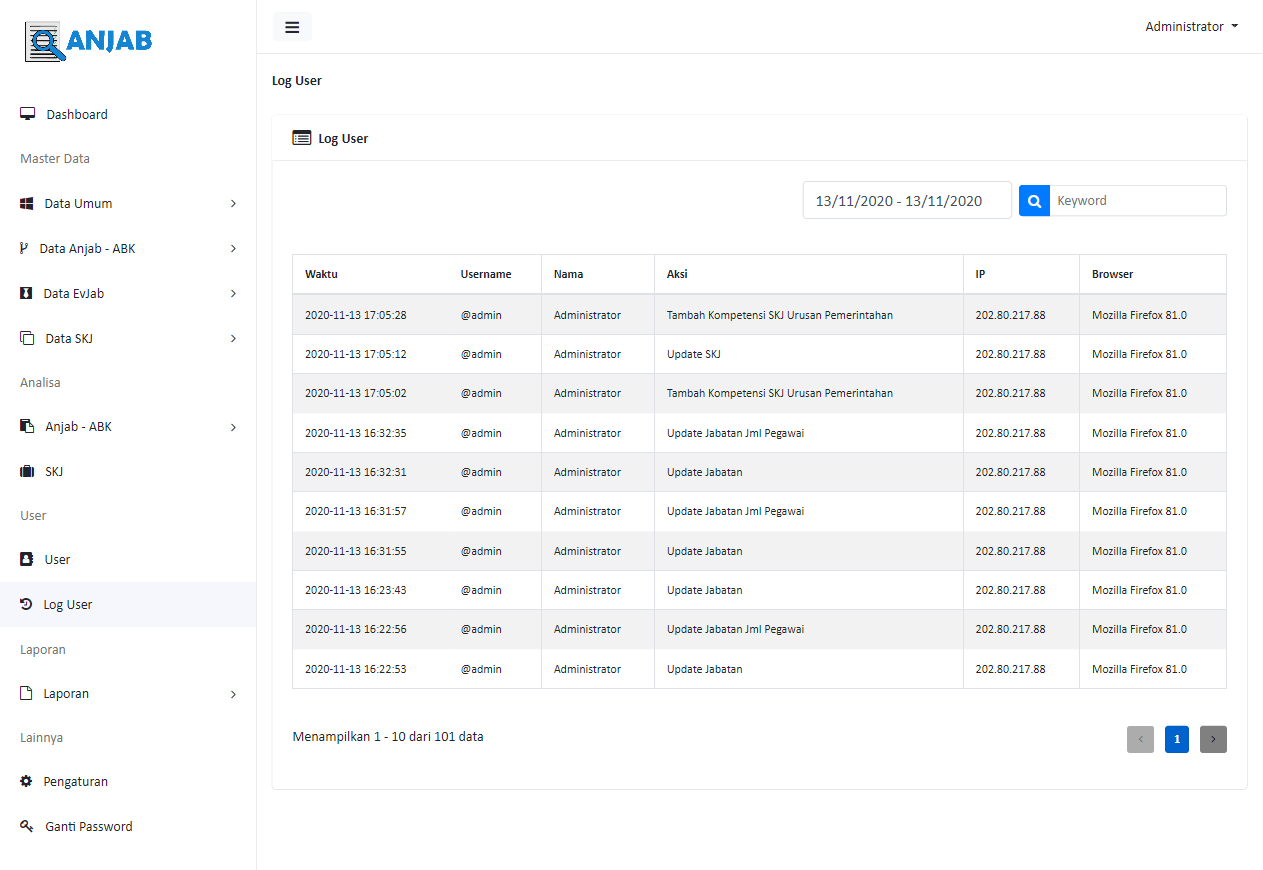 ANJAB
Administrator
Log User
Dashboard
Master Data
Data Umum
Data Anjab - ABK
Data EvJab
Data SKJ
Analisa
Anjab - ABK
SKJ
User
User
Log User
Laporan
Laporan
Lainnya
Pengaturan
Ganti Password
Log User
13/11/2020 - 13/11/2020 Keyword
Waktu Username Nama Aksi IP Browser
2020-11-13 17:05:28 @admin Administrator Tambah Kompetensi SKJ Urusan Pemerintahan 202.80.217.88 Mozilla Firefox 81.0
2020-11-13 17:05:12 @admin Administrator Update SKJ 202.80.217.88 Mozilla Firefox 81.0
2020-11-13 17:05:02 @admin Administrator Tambah Kompetensi SKJ Urusan Pemerintahan 202.80.217.88 Mozilla Firefox 81.0
2020-11-13 16:32:35 @admin Administrator Update Jabatan Jml Pegawai 202.80.217.88 Mozilla Firefox 81.0
2020-11-13 16:32:31 @admin Administrator Update Jabatan 202.80.217.88 Mozilla Firefox 81.0
2020-11-13 16:31:57 @admin Administrator Update Jabatan Jml Pegawai 202.80.217.88 Mozilla Firefox 81.0
2020-11-13 16:31:55 @admin Administrator Update Jabatan 202.80.217.88 Mozilla Firefox 81.0
2020-11-13 16:23:43 @admin Administrator Update Jabatan 202.80.217.88 Mozilla Firefox 81.0
2020-11-13 16:22:56 @admin Administrator Update Jabatan Jml Pegawai 202.80.217.88 Mozilla Firefox 81.0
2020-11-13 16:22:53 @admin Administrator Update Jabatan 202.80.217.88 Mozilla Firefox 81.0
Menampilkan 1 - 10 dari 101 data
‹ 1 ›